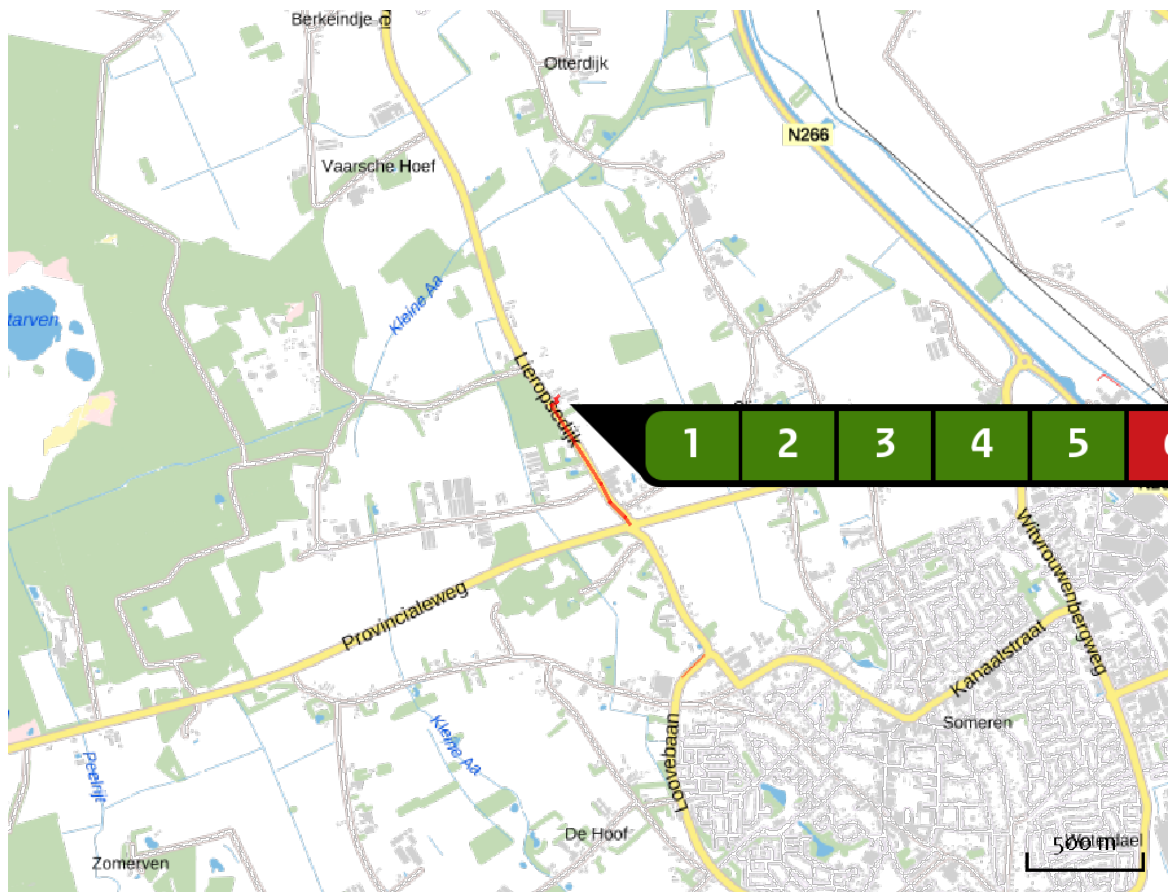 Berkeindje
Otterdijk
N266
Vaarsche Hoef
Kleine Aa
tarven
Lieropsedijk
1 2 3 4 5
Witvrouwenbergweg
Provincialeweg
Kanaalstraat
Someren
Kleine Aa
Loovebaan
Peelrijt
De Hoof
Zomerven
500 m